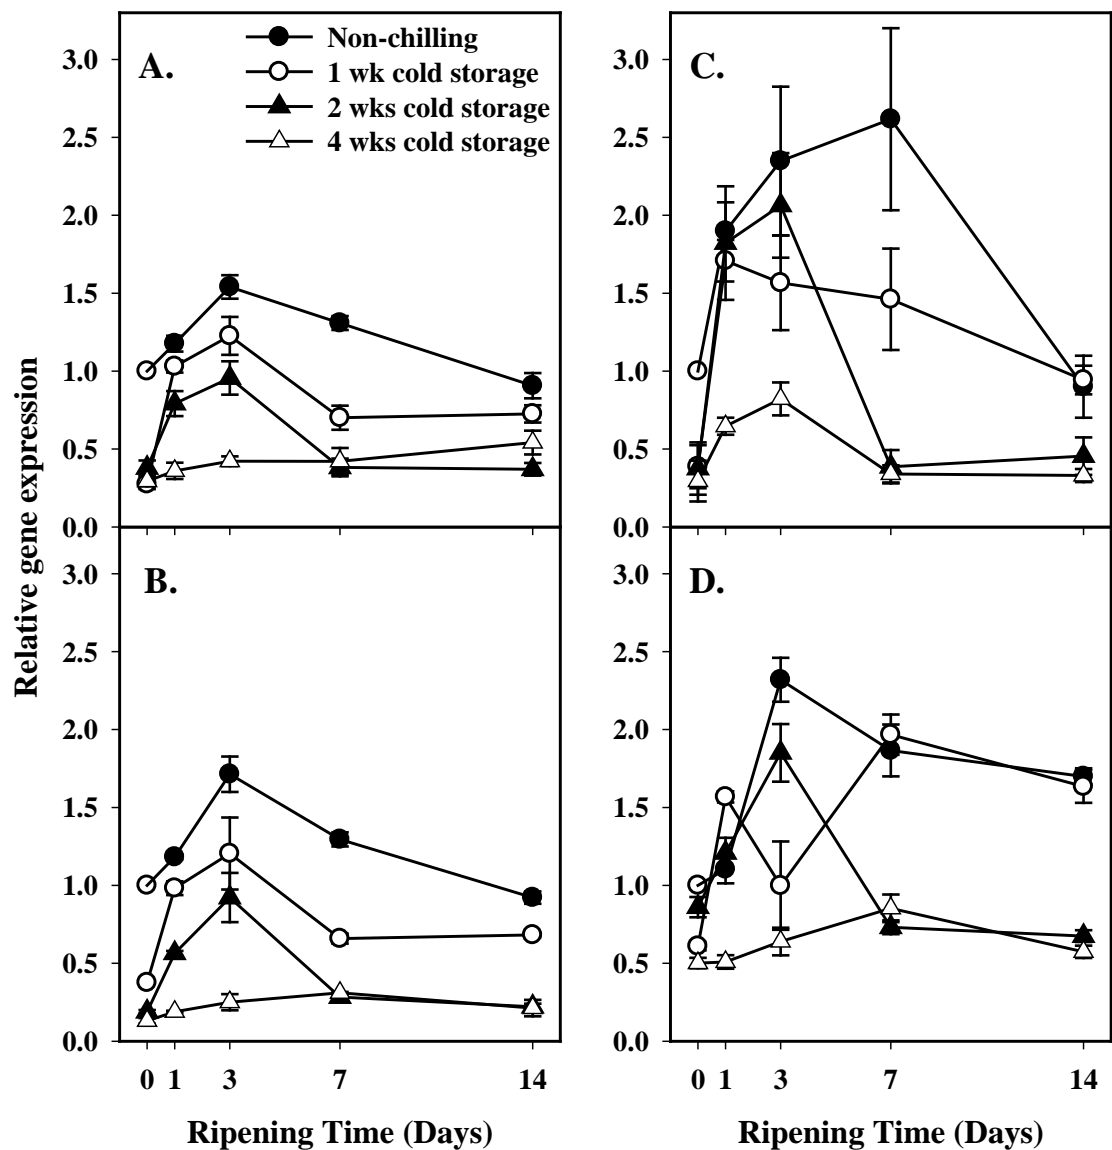 A.
Non-chilling
1 wk cold storage
2 wks cold storage
4 wks cold storage
3.0
2.5
2.0
1.5
1.0
0.5
0.0
C.
3.0
2.5
2.0
1.5
1.0
0.5
0.0
Relative gene expression
B.
3.0
2.5
2.0
1.5
1.0
0.5
0.0
0 1 3 7 14
Ripening Time (Days)
D.
3.0
2.5
2.0
1.5
1.0
0.5
0.0
0 1 3 7 14
Ripening Time (Days)